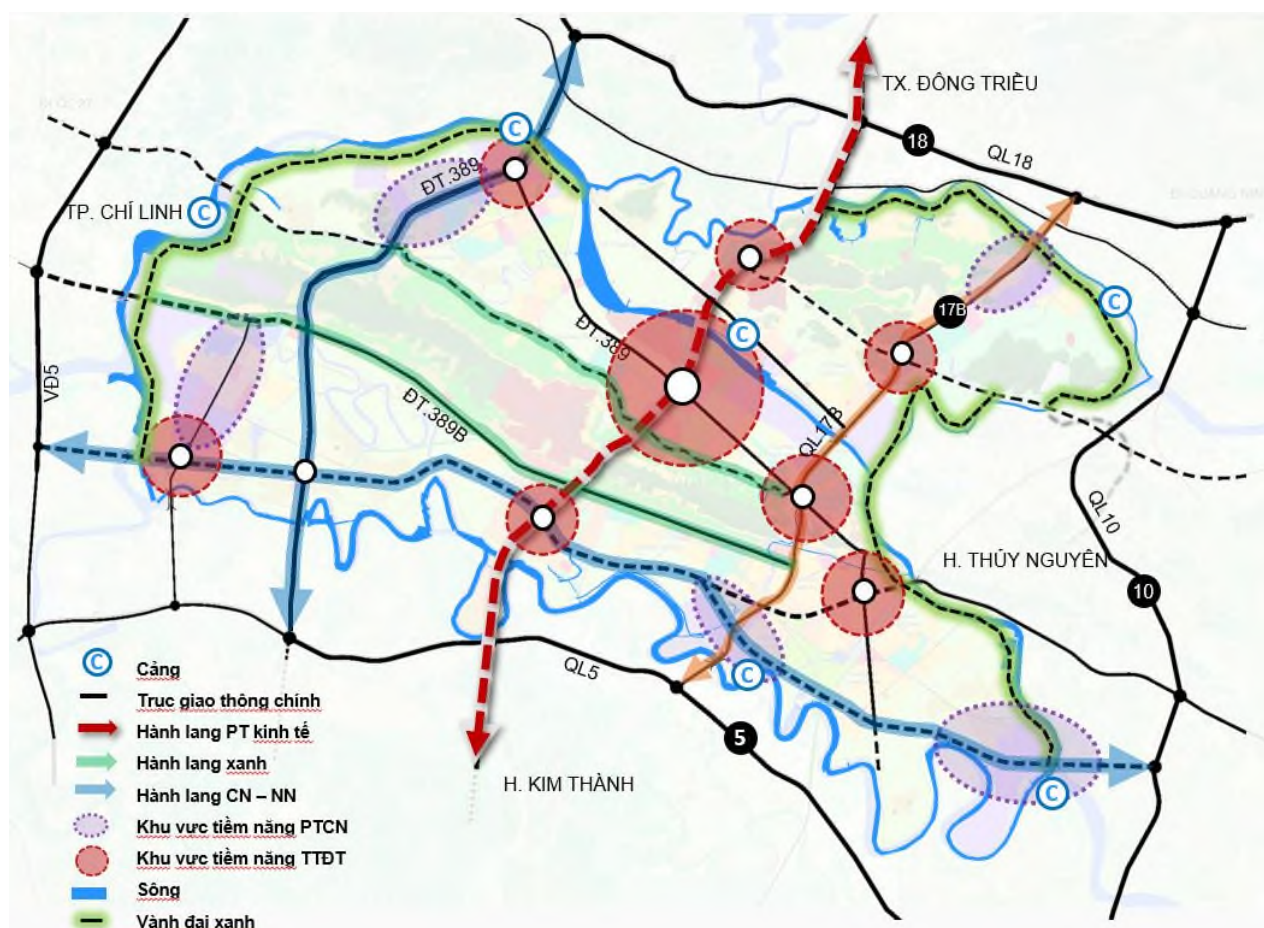 TX. ĐÔNG TRIỀU
18
QL18
C
ĐT.389
TP. CHÍ LINH
C
17B
C
ĐT.389
C
VĐ5
ĐT.389B
QL17B
QL10
H. THỦY NGUYÊN
10
QL5
C
5
C
H. KIM THÀNH
C Cảng
Trục giao thông chính
Hành lang PT kinh tế
Hành lang xanh
Hành lang CN – NN
Khu vực tiềm năng PTCN
Khu vực tiềm năng TTĐT
Sông
Vành đai xanh